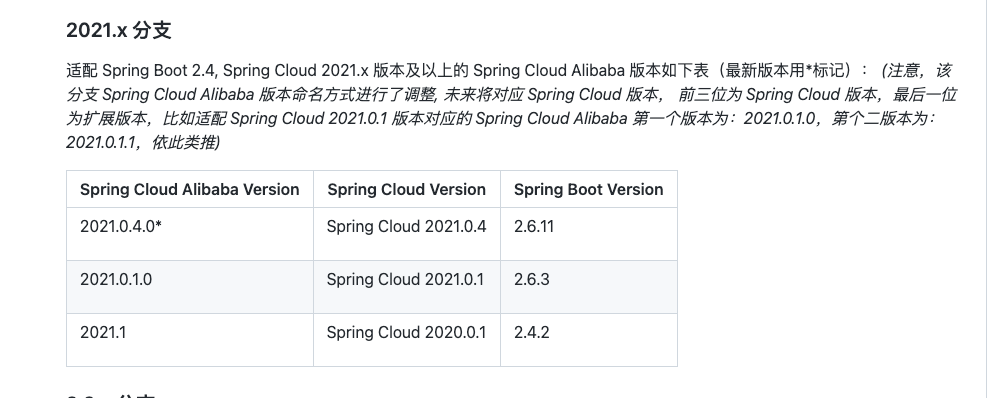 2021.x 分支
适配 Spring Boot 2.4, Spring Cloud 2021.x 版本及以上的 Spring Cloud Alibaba 版本如下表（最新版本用*标记）： (注意，该
分支 Spring Cloud Alibaba 版本命名方式进行了调整, 未来将对应 Spring Cloud 版本， 前三位为 Spring Cloud 版本，最后一位
为扩展版本，比如适配 Spring Cloud 2021.0.1 版本对应的 Spring Cloud Alibaba 第一个版本为：2021.0.1.0，第个二版本为：
2021.0.1.1，依此类推)
Spring Cloud Alibaba Version Spring Cloud Version Spring Boot Version
2021.0.4.0* Spring Cloud 2021.0.4 2.6.11
2021.0.1.0 Spring Cloud 2021.0.1 2.6.3
2021.1 Spring Cloud 2020.0.1 2.4.2